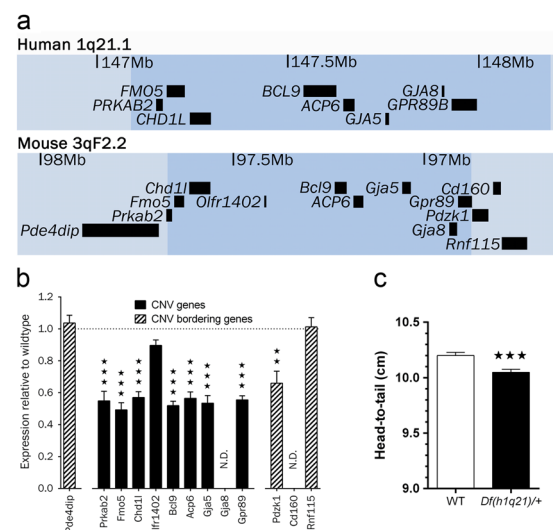 a
Human 1q21.1
147Mb 147.5Mb 148Mb
FMO5 BCL9 GJA8
PRKAB2 ACP6 GPR89B
CHD1L GJA5
Mouse 3qF2.2
98Mb 97.5Mb 97Mb
Chd1l Bcl9 Gja5 Cd160
Fmo5 Olfr1402 ACP6 Gpr89
Prkab2 Pdzk1
Pde4dip Gja8
Rnf115
b
Expression relative to wildtype
1.2
1.0
0.8
0.6
0.4
0.2
0.0
CNV genes
CNV bordering genes
★★★ ★★★ ★★★ ★★★ ★★★ ★★★ N.D. ★★★ ★★ N.D.
Pde4dip Prkab2 Fmo5 Chd1l lfr1402 Bcl9 Acp6 Gja5 Gja8 Gpr89 Pdzk1 Cd160 Rnf115
c
Head-to-tail (cm)
10.5
10.0
9.5
9.0
★★★
WT Df(h1q21)/+